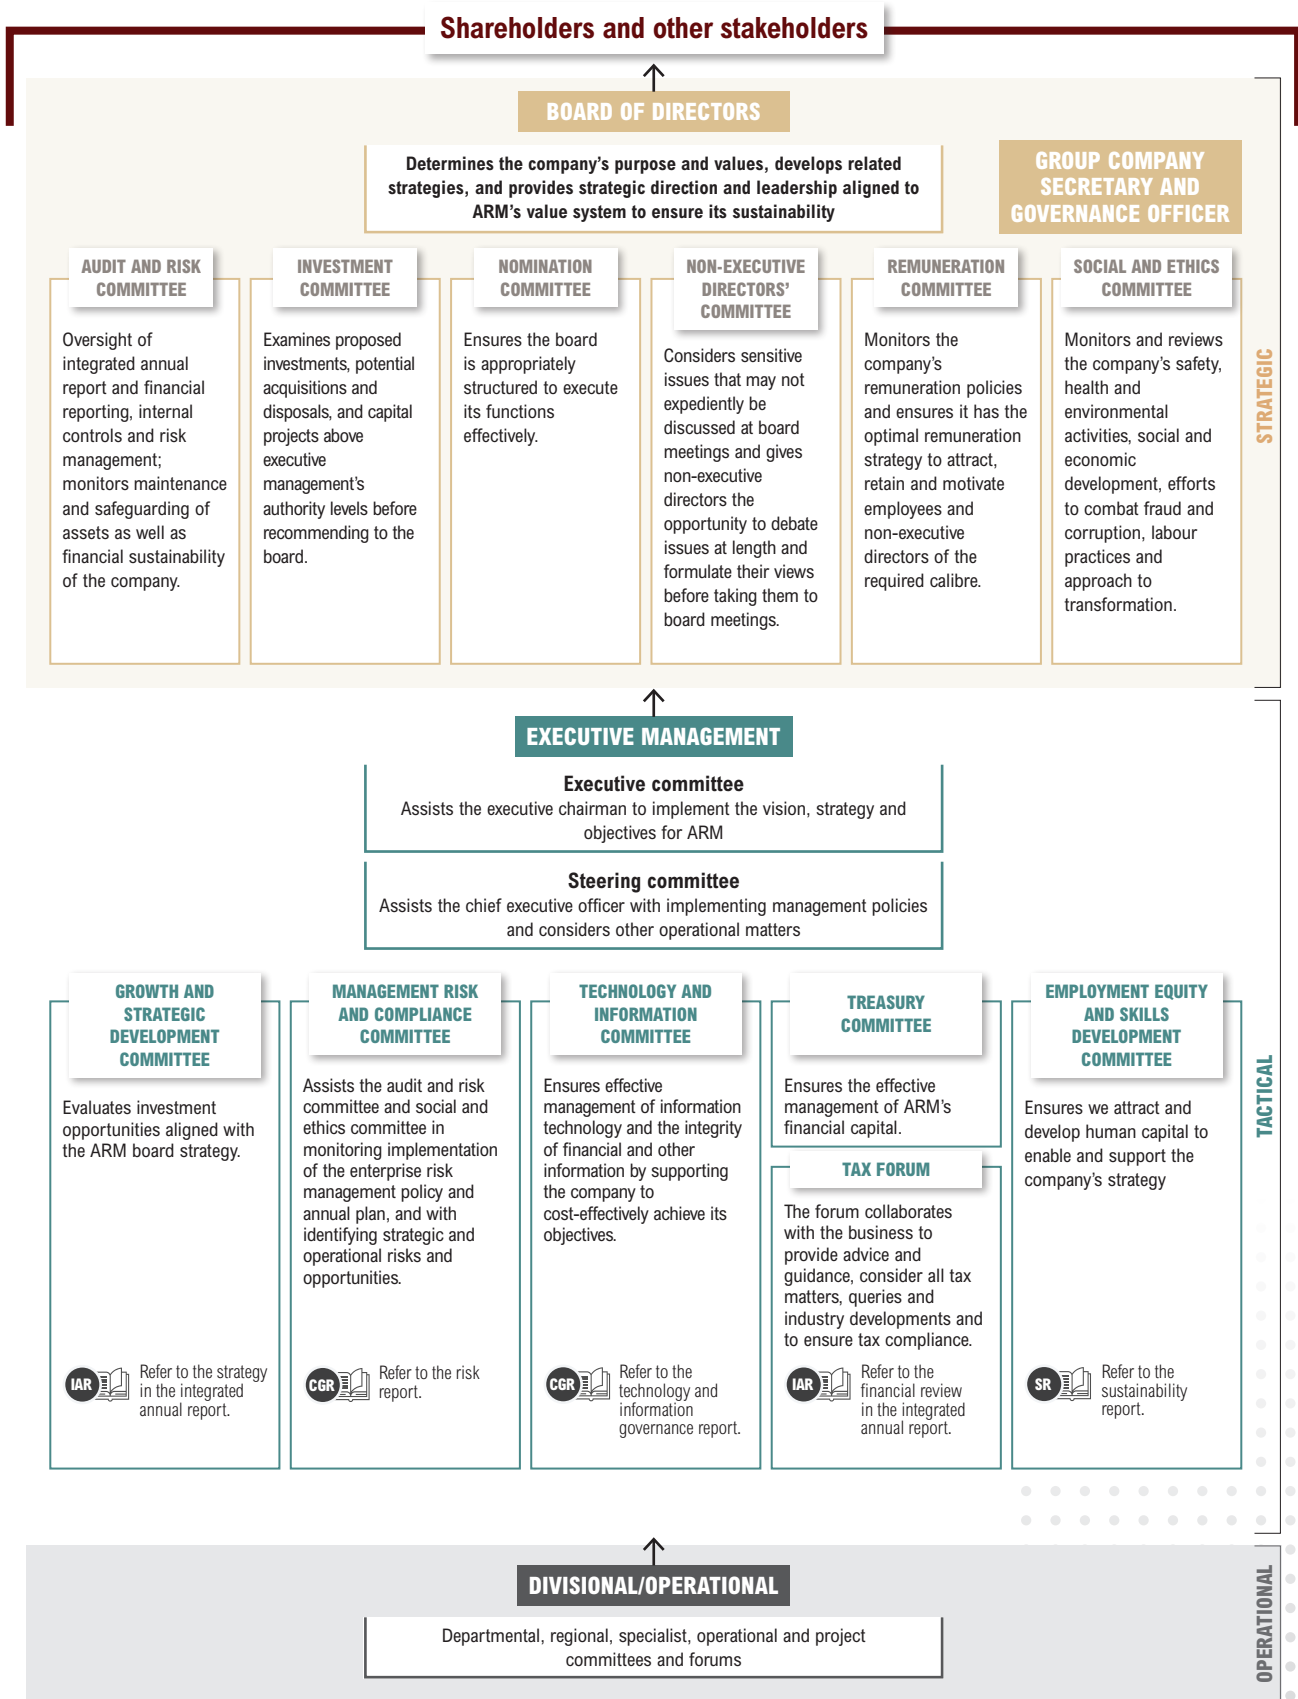 Shareholders and other stakeholders
BOARD OF DIRECTORS
Determines the company's purpose and values, develops related
strategies, and provides strategic direction and leadership aligned to
ARM's value system to ensure its sustainability
GROUP COMPANY
SECRETARY AND
GOVERNANCE OFFICER
AUDIT AND RISK
COMMITTEE
Oversight of
integrated annual
report and financial
reporting, internal
controls and risk
management;
monitors maintenance
and safeguarding of
assets as well as
financial sustainability
of the company.
INVESTMENT
COMMITTEE
Examines proposed
investments, potential
acquisitions and
disposals, and capital
projects above
executive
management's
authority levels before
recommending to the
board.
NOMINATION
COMMITTEE
Ensures the board
is appropriately
structured to execute
its functions
effectively.
NON-EXECUTIVE
DIRECTORS'
COMMITTEE
Considers sensitive
issues that may not
expediently be
discussed at board
meetings and gives
non-executive
directors the
opportunity to debate
issues at length and
formulate their views
before taking them to
board meetings.
REMUNERATION
COMMITTEE
Monitors the
company's
remuneration policies
and ensures it has the
optimal remuneration
strategy to attract,
retain and motivate
employees and
non-executive
directors of the
required calibre.
SOCIAL AND ETHICS
COMMITTEE
Monitors and reviews
the company's safety,
health and
environmental
activities, social and
economic
development, efforts
to combat fraud and
corruption, labour
practices and
approach to
transformation.
STRATEGIC
EXECUTIVE MANAGEMENT
Executive committee
Assists the executive chairman to implement the vision, strategy and
objectives for ARM
Steering committee
Assists the chief executive officer with implementing management policies
and considers other operational matters
GROWTH AND
STRATEGIC
DEVELOPMENT
COMMITTEE
Evaluates investment
opportunities aligned with
the ARM board strategy.
IAR
Refer to the strategy
in the integrated
annual report.
MANAGEMENT RISK
AND COMPLIANCE
COMMITTEE
Assists the audit and risk
committee and social and
ethics committee in
monitoring implementation
of the enterprise risk
management policy and
annual plan, and with
identifying strategic and
operational risks and
opportunities.
CGR
Refer to the risk
report.
TECHNOLOGY AND
INFORMATION
COMMITTEE
Ensures effective
management of information
technology and the integrity
of financial and other
information by supporting
the company to
cost-effectively achieve its
objectives.
CGR
Refer to the
technology and
information
governance report.
TREASURY
COMMITTEE
Ensures the effective
management of ARM's
financial capital.
TAX FORUM
The forum collaborates
with the business to
provide advice and
guidance, consider all tax
matters, queries and
industry developments and
to ensure tax compliance.
IAR
Refer to the
financial review
in the integrated
annual report.
EMPLOYMENT EQUITY
AND SKILLS
DEVELOPMENT
COMMITTEE
Ensures we attract and
develop human capital to
enable and support the
company's strategy
SR
Refer to the
sustainability
report.
TACTICAL
DIVISIONAL/OPERATIONAL
Departmental, regional, specialist, operational and project
committees and forums
OPERATIONAL